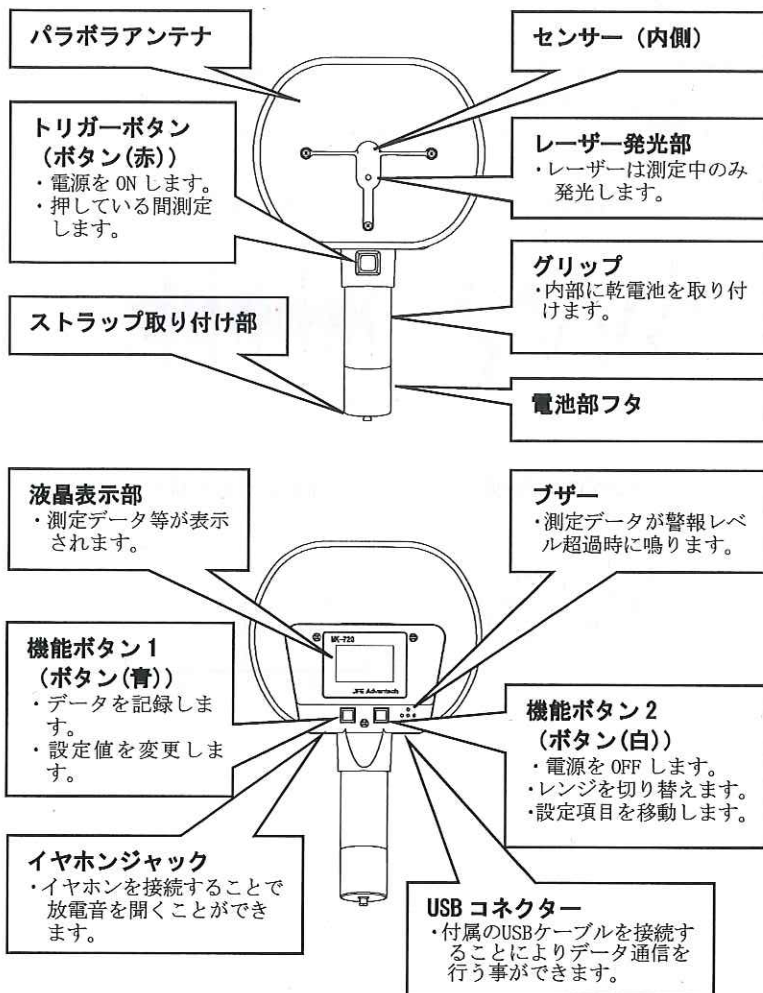 パラボラアンテナ
センサー（内側）
トリガーボタン
（ボタン(赤)）
・電源を ON します。
・押している間測定
します。
レーザー発光部
・レーザーは測定中のみ
発光します。
グリップ
・内部に乾電池を取り付
けます。
ストラップ取り付け部
電池部フタ
液晶表示部
・測定データ等が表示
されます。
ブザー
・測定データが警報レベ
ル超過時に鳴ります。
MK-720
JFE Advantech
機能ボタン 1
（ボタン(青)）
・データを記録しま
す。
・設定値を変更しま
す。
機能ボタン 2
（ボタン(白)）
・電源を OFF します。
・レンジを切り替えます。
・設定項目を移動します。
イヤホンジャック
・イヤホンを接続することで
放電音を聞くことができ
ます。
USB コネクター
・付属のUSBケーブルを接続す
ることによりデータ通信を
行う事ができます。